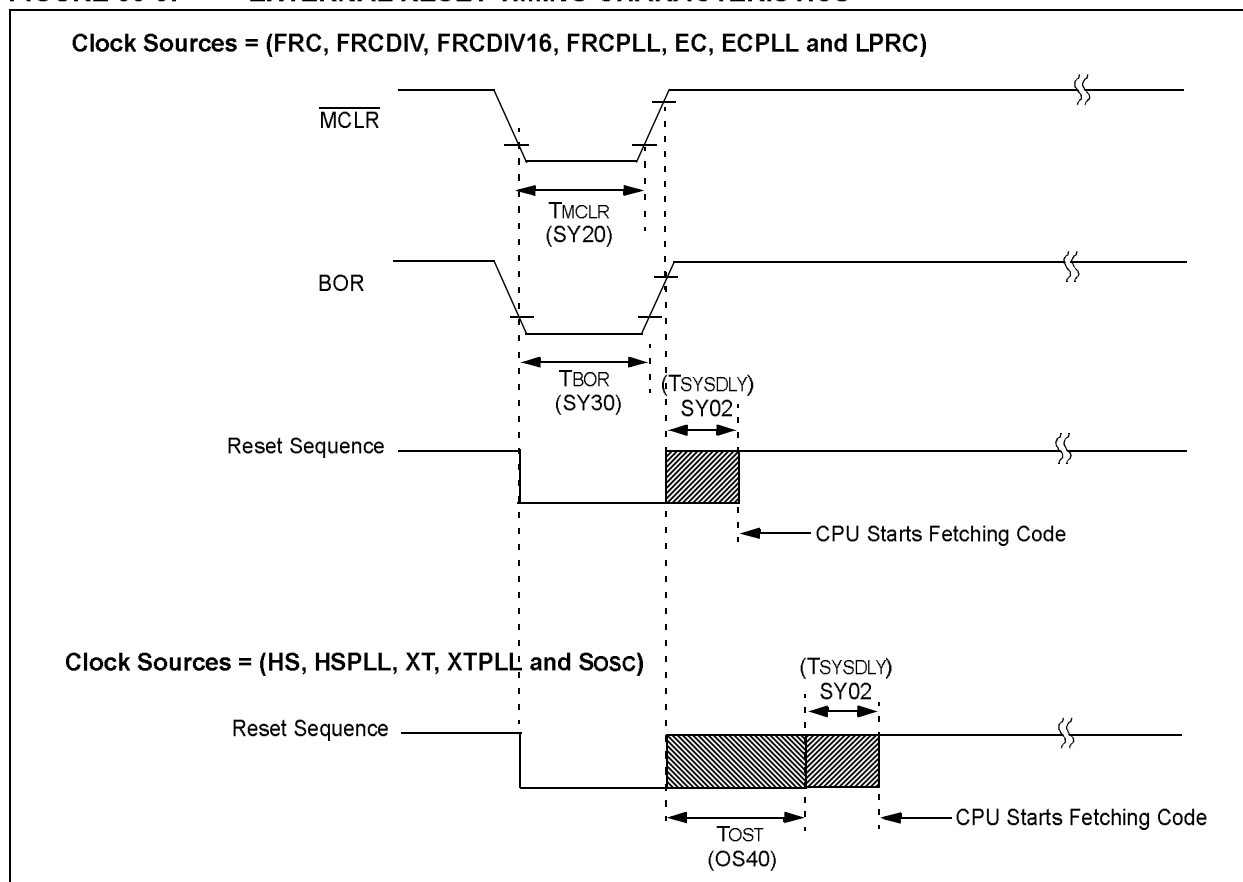 Clock Sources = (FRC, FRCDIV, FRCDIV16, FRCPLL, EC, ECPLL and LPRC)
MCLR
TMCLR
(SY20)
BOR
TBOR
(SY30)
(TSYSDLY)
SY02
Reset Sequence
CPU Starts Fetching Code
Clock Sources = (HS, HSPLL, XT, XTPLL and SOSC)
(TSYSDLY)
SY02
Reset Sequence
CPU Starts Fetching Code
TOST
(OS40)